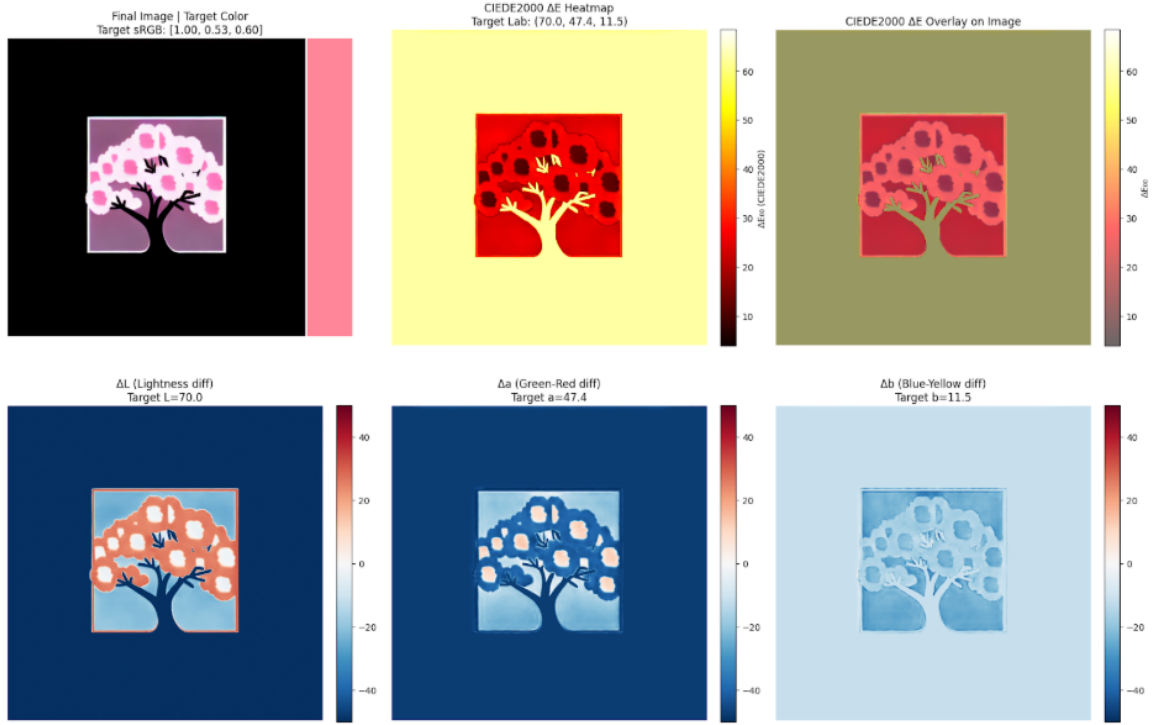 Final Image | Target Color
Target sRGB: [1.00, 0.53, 0.60]
CIEDE2000 ΔE Heatmap
Target Lab: (70.0, 47.4, 11.5)
60
50
40
30
20
10
ΔE₀₀ (CIEDE2000)
CIEDE2000 ΔE Overlay on Image
60
50
40
30
20
10
ΔE₀₀
ΔL (Lightness diff)
Target L=70.0
40
20
0
−20
−40
Δa (Green-Red diff)
Target a=47.4
40
20
0
−20
−40
Δb (Blue-Yellow diff)
Target b=11.5
40
20
0
−20
−40